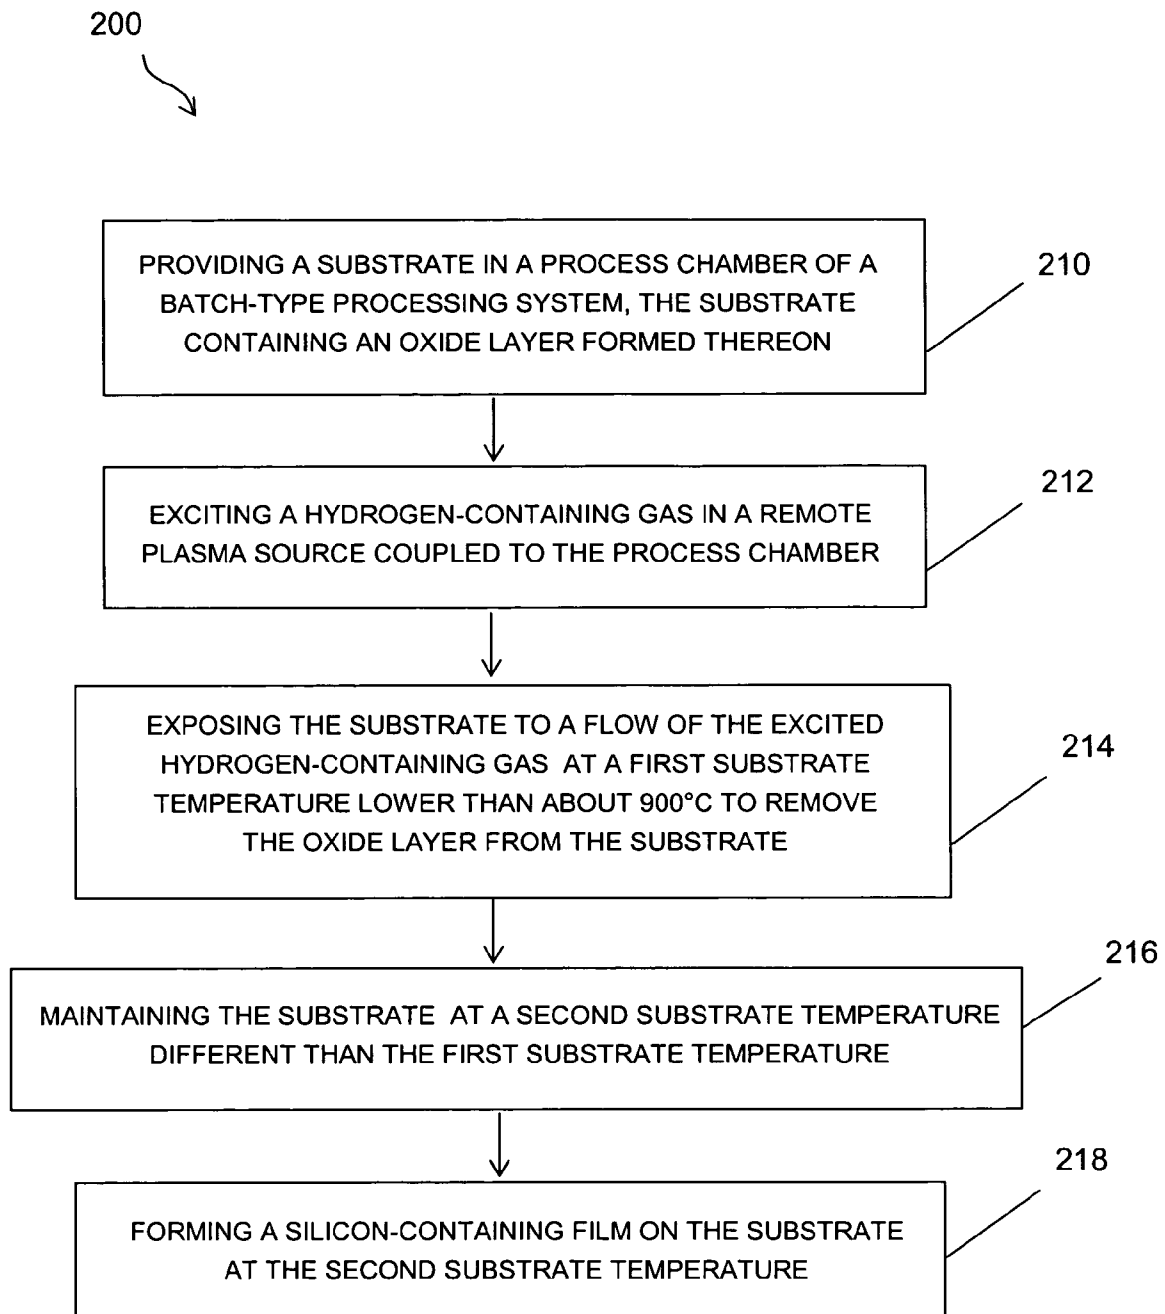 200
PROVIDING A SUBSTRATE IN A PROCESS CHAMBER OF A
BATCH-TYPE PROCESSING SYSTEM, THE SUBSTRATE
CONTAINING AN OXIDE LAYER FORMED THEREON
210
EXCITING A HYDROGEN-CONTAINING GAS IN A REMOTE
PLASMA SOURCE COUPLED TO THE PROCESS CHAMBER
212
EXPOSING THE SUBSTRATE TO A FLOW OF THE EXCITED
HYDROGEN-CONTAINING GAS AT A FIRST SUBSTRATE
TEMPERATURE LOWER THAN ABOUT 900°C TO REMOVE
THE OXIDE LAYER FROM THE SUBSTRATE
214
MAINTAINING THE SUBSTRATE AT A SECOND SUBSTRATE TEMPERATURE
DIFFERENT THAN THE FIRST SUBSTRATE TEMPERATURE
216
FORMING A SILICON-CONTAINING FILM ON THE SUBSTRATE
AT THE SECOND SUBSTRATE TEMPERATURE
218